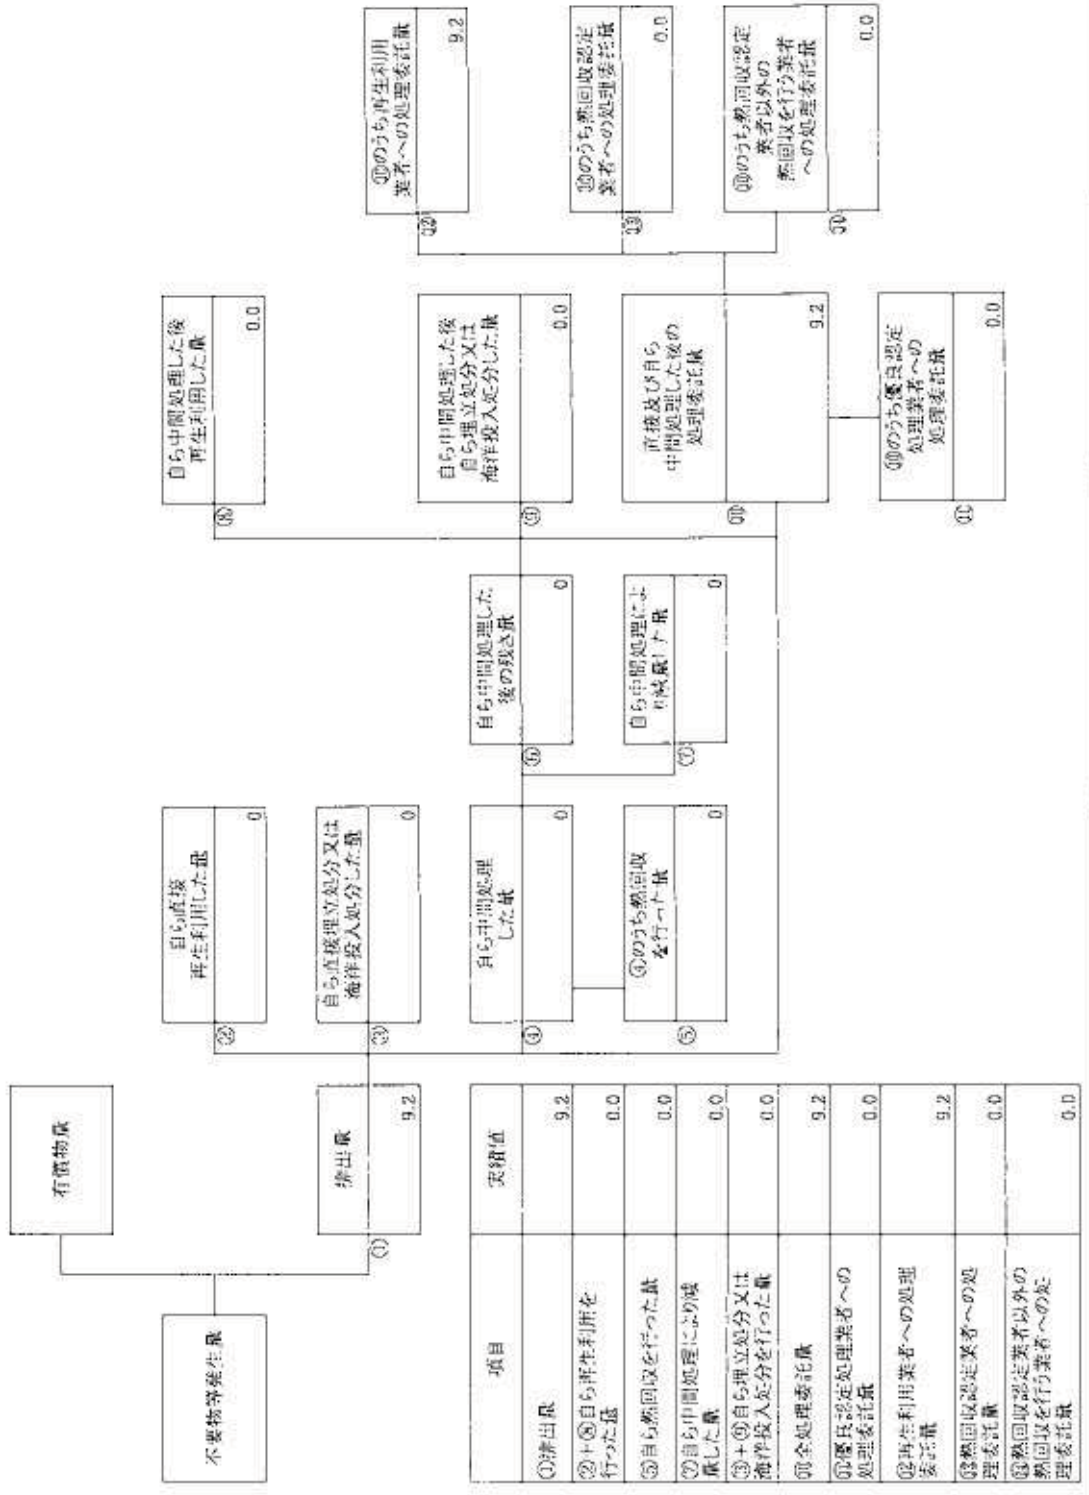 不要物等発生量
有償物量
①
排出量
9.2
②
自ら直接
再生利用した量
0
③
自ら直接埋立処分又は
海洋投入処分した量
0
④
自ら中間処理
した量
0
⑤
④のうち熱回収
を行った量
0
⑥
自ら中間処理した
後の残さ量
0
⑦
自ら中間処理によ
り減量した量
0
⑧
自ら中間処理した後
再生利用した量
0.0
⑨
自ら中間処理した後
自ら埋立処分又は
海洋投入処分した量
0.0
⑩
直接及び自ら
中間処理した後の
処理委託量
9.2
⑪
⑩のうち優良認定
処理業者への
処理委託量
0.0
⑫
⑩のうち再生利用
業者への処理委託量
9.2
⑬
⑩のうち熱回収認定
業者への処理委託量
0.0
⑭
⑩のうち熱回収認定
業者以外の
熱回収を行う業者
への処理委託量
0.0
項目 実績値
①排出量 9.2
②+⑧自ら再生利用を
行った量 0.0
⑤自ら熱回収を行った量 0.0
⑦自ら中間処理により減
量した量 0.0
③+⑨自ら埋立処分又は
海洋投入処分を行った量 0.0
⑩全処理委託量 9.2
⑪優良認定処理業者への
処理委託量 0.0
⑫再生利用業者への処理
委託量 9.2
⑬熱回収認定業者への処
理委託量 0.0
⑭熱回収認定業者以外の
熱回収を行う業者への処
理委託量 0.0